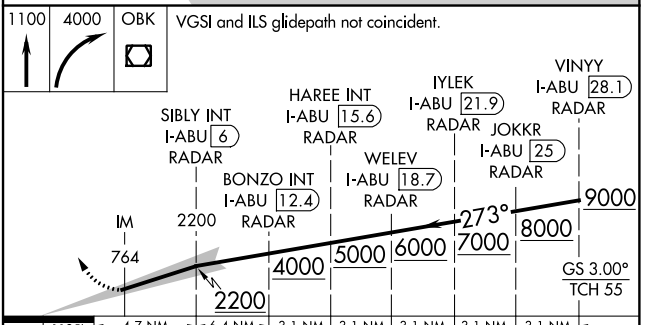 1100 4000 OBK VGSI and ILS glidepath not coincident.
VINYY
I-ABU 28.1
RADAR
IYLEK
I-ABU 21.9
RADAR
HAREE INT
I-ABU 15.6
RADAR
SIBLY INT
I-ABU 6
RADAR
JOKKR
I-ABU 25
RADAR
WELEV
I-ABU 18.7
RADAR
BONZO INT
I-ABU 12.4
RADAR
IM
764
2200
273°
9000
8000
7000
6000
5000
4000
2200
GS 3.00°
TCH 55